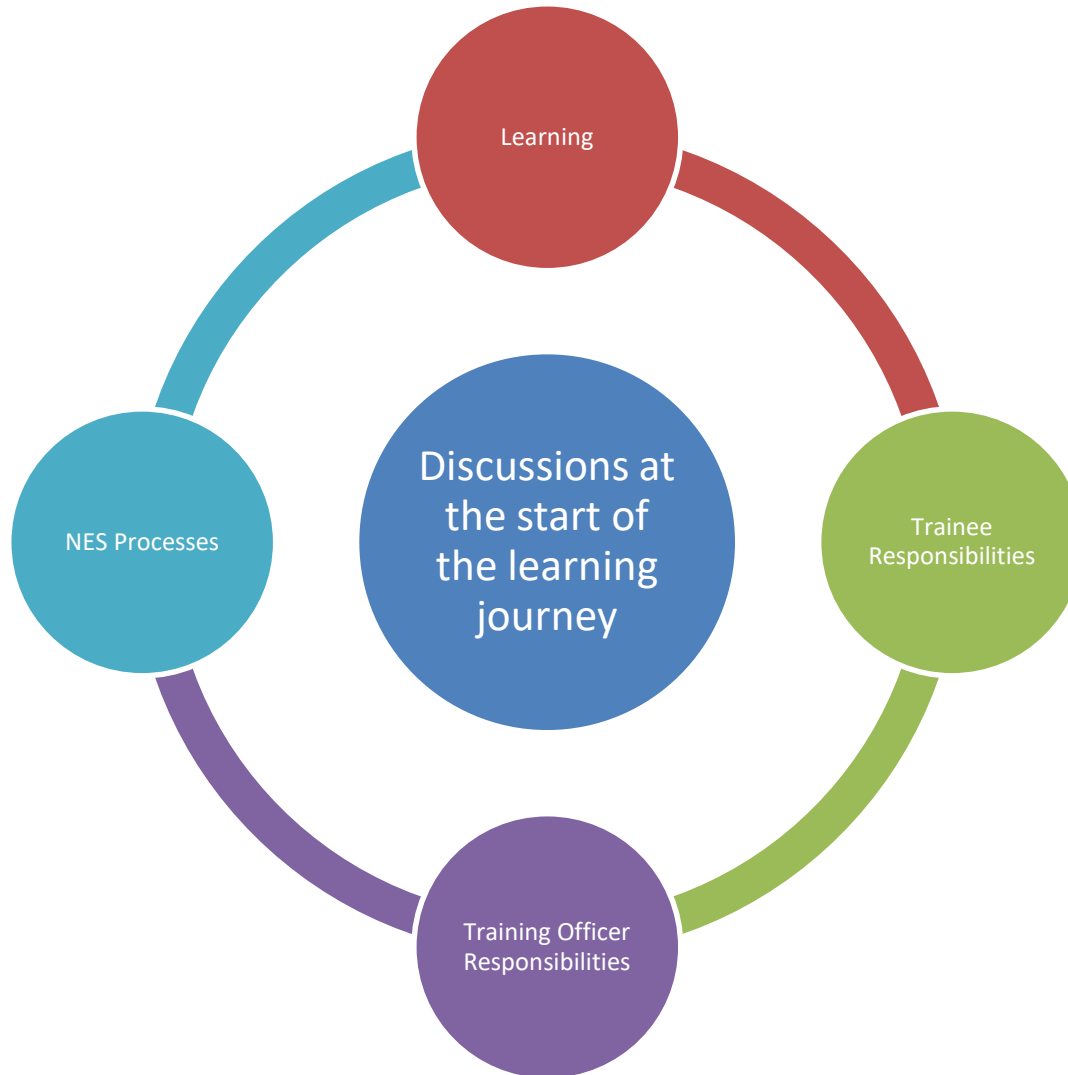 Learning
Discussions at
the start of
the learning
journey
NES Processes
Trainee
Responsibilities
Training Officer
Responsibilities